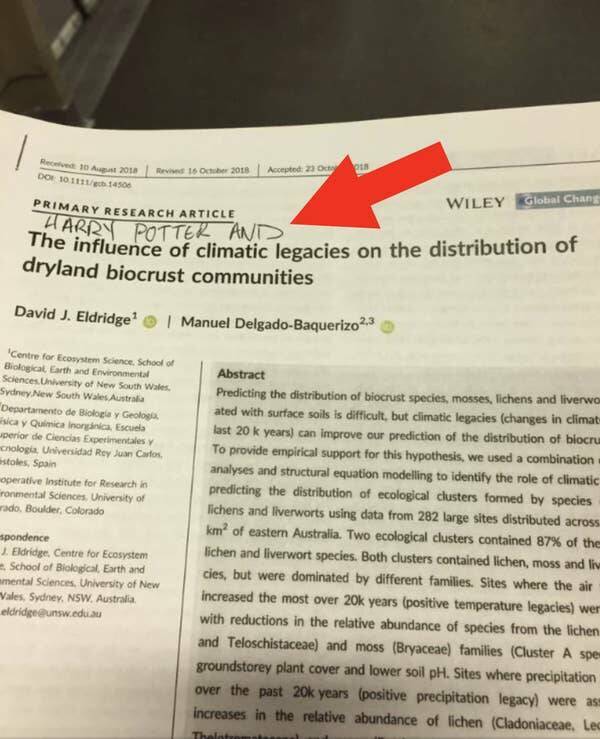 Received: 10 August 2018 | Revised: 16 October 2018 | Accepted: 23 Octo 018
DOI: 10.1111/gcb.14506
WILEY Global Chang
PRIMARY RESEARCH ARTICLE
HARRY POTTER AND
The influence of climatic legacies on the distribution of
dryland biocrust communities
David J. Eldridge1 | Manuel Delgado-Baquerizo2,3
1Centre for Ecosystem Science, School of
Biological, Earth and Environmental
Sciences,University of New South Wales,
Sydney,New South Wales,Australia
Departamento de Biología y Geología,
ísica y Química Inorgánica, Escuela
uperior de Ciencias Experimentales y
cnología, Universidad Rey Juan Carlos,
óstoles, Spain
ooperative Institute for Research in
ronmental Sciences, University of
rado, Boulder, Colorado
spondence
J. Eldridge, Centre for Ecosystem
e, School of Biological, Earth and
nmental Sciences, University of New
Wales, Sydney, NSW, Australia.
.eldridge@unsw.edu.au
Abstract
Predicting the distribution of biocrust species, mosses, lichens and liverwo
ated with surface soils is difficult, but climatic legacies (changes in climat
last 20 k years) can improve our prediction of the distribution of biocru
To provide empirical support for this hypothesis, we used a combination
analyses and structural equation modelling to identify the role of climatic
predicting the distribution of ecological clusters formed by species
lichens and liverworts using data from 282 large sites distributed across
km2 of eastern Australia. Two ecological clusters contained 87% of the
lichen and liverwort species. Both clusters contained lichen, moss and liv
cies, but were dominated by different families. Sites where the air
increased the most over 20k years (positive temperature legacies) wer
with reductions in the relative abundance of species from the lichen
and Teloschistaceae) and moss (Bryaceae) families (Cluster A spe
groundstorey plant cover and lower soil pH. Sites where precipitation
over the past 20k years (positive precipitation legacy) were ass
increases in the relative abundance of lichen (Cladoniaceae, Lec